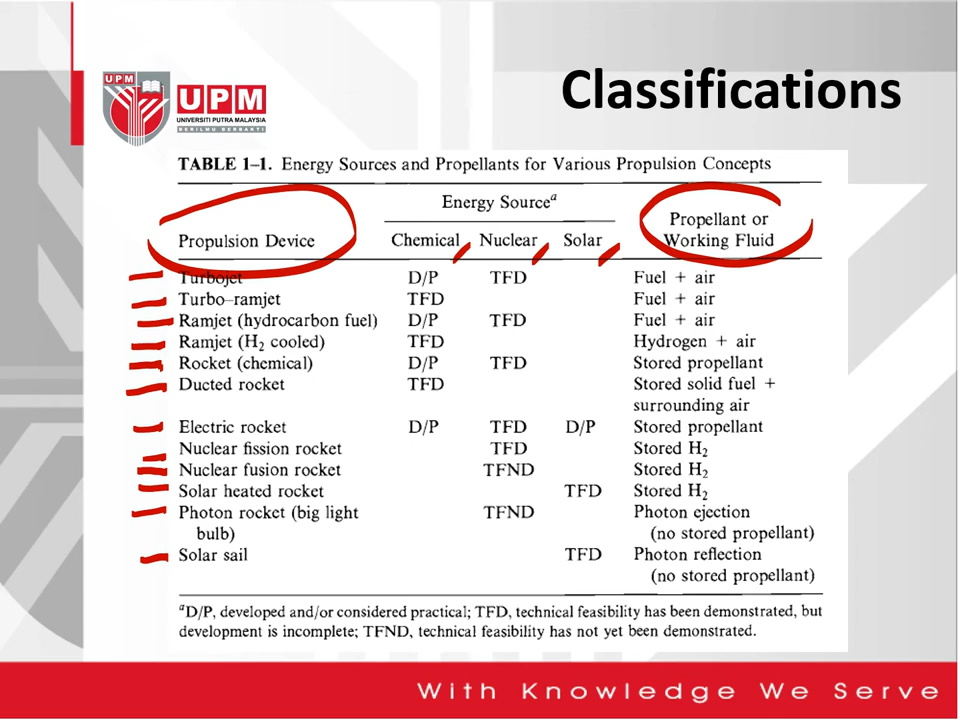 Classifications
UPM
UPM
UNIVERSITI PUTRA MALAYSIA
BERILMU BERBAKTI
TABLE 1–1. Energy Sources and Propellants for Various Propulsion Concepts
Energy Sourceᵃ
Propellant or
Propulsion Device Chemical Nuclear Solar Working Fluid
Turbojet D/P TFD Fuel + air
Turbo–ramjet TFD Fuel + air
Ramjet (hydrocarbon fuel) D/P TFD Fuel + air
Ramjet (H₂ cooled) TFD Hydrogen + air
Rocket (chemical) D/P TFD Stored propellant
Ducted rocket TFD Stored solid fuel +
surrounding air
Electric rocket D/P TFD D/P Stored propellant
Nuclear fission rocket TFD Stored H₂
Nuclear fusion rocket TFND Stored H₂
Solar heated rocket TFD Stored H₂
Photon rocket (big light TFND Photon ejection
bulb) (no stored propellant)
Solar sail TFD Photon reflection
(no stored propellant)
ᵃD/P, developed and/or considered practical; TFD, technical feasibility has been demonstrated, but
development is incomplete; TFND, technical feasibility has not yet been demonstrated.
With Knowledge We Serve